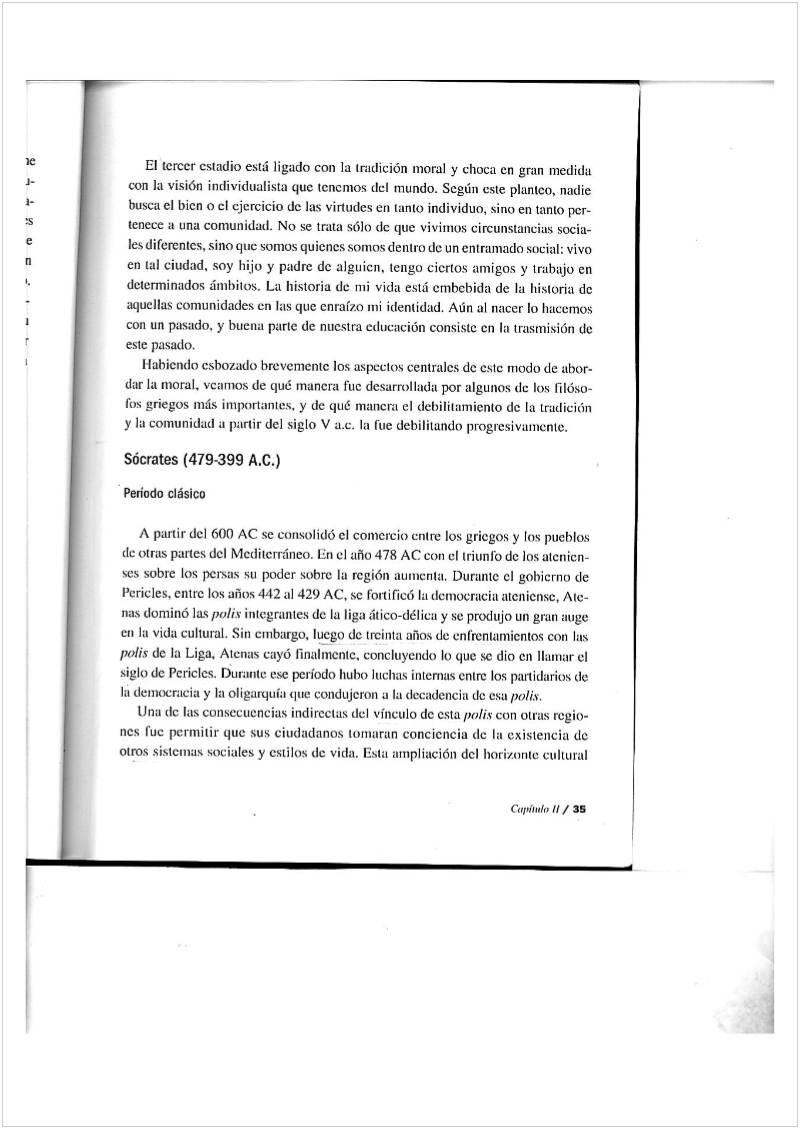 ne
u-
a-
es
e
n
).
-
l
r
l
El tercer estadio está ligado con la tradición moral y choca en gran medida
con la visión individualista que tenemos del mundo. Según este planteo, nadie
busca el bien o el ejercicio de las virtudes en tanto individuo, sino en tanto per-
tenece a una comunidad. No se trata sólo de que vivimos circunstancias socia-
les diferentes, sino que somos quienes somos dentro de un entramado social: vivo
en tal ciudad, soy hijo y padre de alguien, tengo ciertos amigos y trabajo en
determinados ámbitos. La historia de mi vida está embebida de la historia de
aquellas comunidades en las que enraízo mi identidad. Aún al nacer lo hacemos
con un pasado, y buena parte de nuestra educación consiste en la trasmisión de
este pasado.
Habiendo esbozado brevemente los aspectos centrales de este modo de abor-
dar la moral, veamos de qué manera fue desarrollada por algunos de los filóso-
fos griegos más importantes, y de qué manera el debilitamiento de la tradición
y la comunidad a partir del siglo V a.c. la fue debilitando progresivamente.
Sócrates (479-399 A.C.)
Período clásico
A partir del 600 AC se consolidó el comercio entre los griegos y los pueblos
de otras partes del Mediterráneo. En el año 478 AC con el triunfo de los atenien-
ses sobre los persas su poder sobre la región aumenta. Durante el gobierno de
Pericles, entre los años 442 al 429 AC, se fortificó la democracia ateniense, Ate-
nas dominó las polis integrantes de la liga ático-délica y se produjo un gran auge
en la vida cultural. Sin embargo, luego de treinta años de enfrentamientos con las
polis de la Liga, Atenas cayó finalmente, concluyendo lo que se dio en llamar el
siglo de Pericles. Durante ese período hubo luchas internas entre los partidarios de
la democracia y la oligarquía que condujeron a la decadencia de esa polis.
Una de las consecuencias indirectas del vínculo de esta polis con otras regio-
nes fue permitir que sus ciudadanos tomaran conciencia de la existencia de
otros sistemas sociales y estilos de vida. Esta ampliación del horizonte cultural
Capítulo II / 35